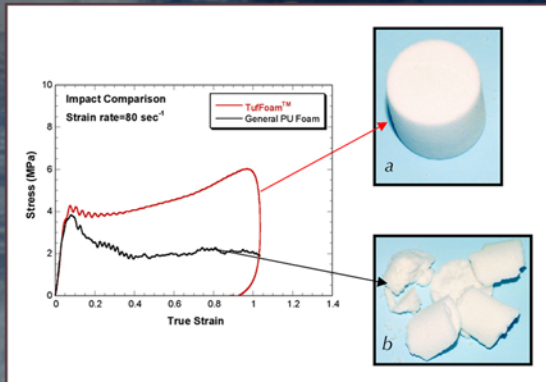 Impact Comparison
Strain rate=80 sec⁻¹
TufFoam™
General PU Foam
Stress (MPa)
10
8
6
4
2
0
0 0.2 0.4 0.6 0.8 1 1.2 1.4
True Strain
a
b